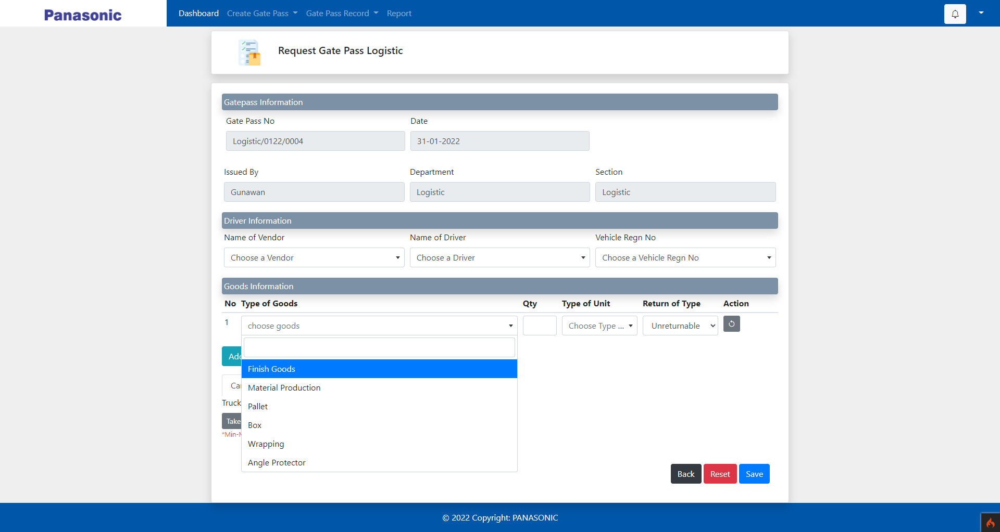 Panasonic
Dashboard Create Gate Pass Gate Pass Record Report
Request Gate Pass Logistic
Gatepass Information
Gate Pass No Date
Logistic/0122/0004 31-01-2022
Issued By Department Section
Gunawan Logistic Logistic
Driver Information
Name of Vendor Name of Driver Vehicle Regn No
Choose a Vendor Choose a Driver Choose a Vehicle Regn No
Goods Information
No Type of Goods Qty Type of Unit Return of Type Action
1 choose goods Choose Type ... Unreturnable
Finish Goods
Material Production
Pallet
Box
Wrapping
Angle Protector
Truck
Take
*Min-
Back Reset Save
© 2022 Copyright: PANASONIC